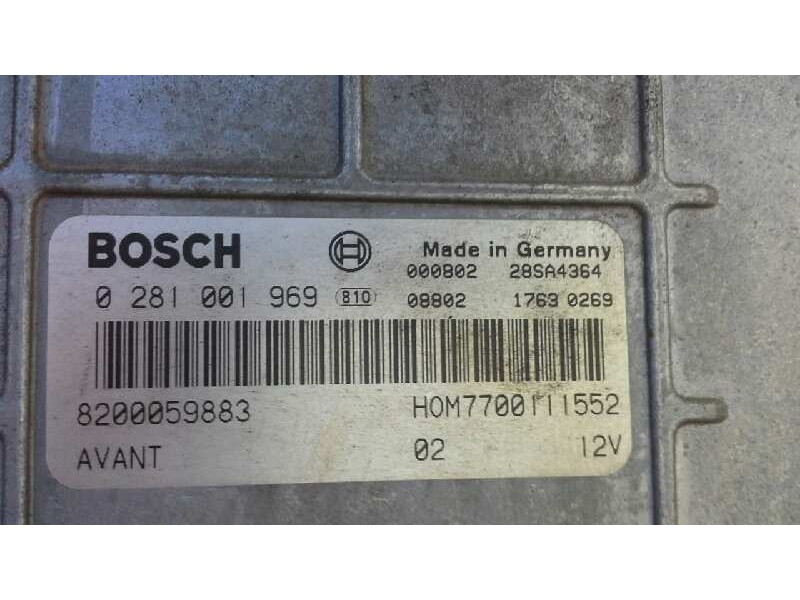 BOSCH
Made in Germany
000802 28SA4364
0 281 001 969 810 08802 1763 0269
8200059883 HOM7700111552
AVANT 02 12V